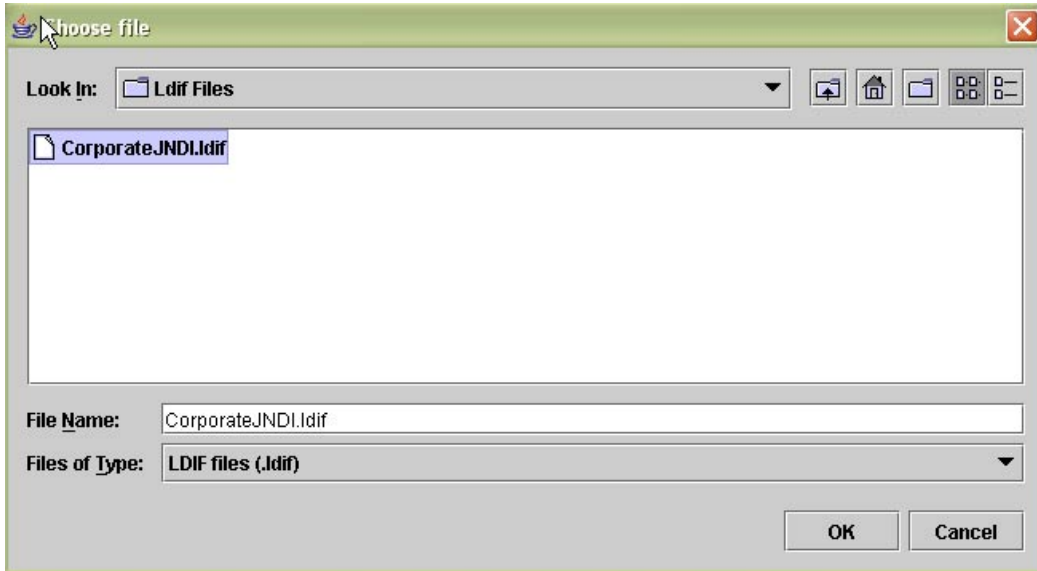 Choose file
Look In: Ldif Files
CorporateJNDI.ldif
File Name: CorporateJNDI.ldif
Files of Type: LDIF files (.ldif)
OK Cancel